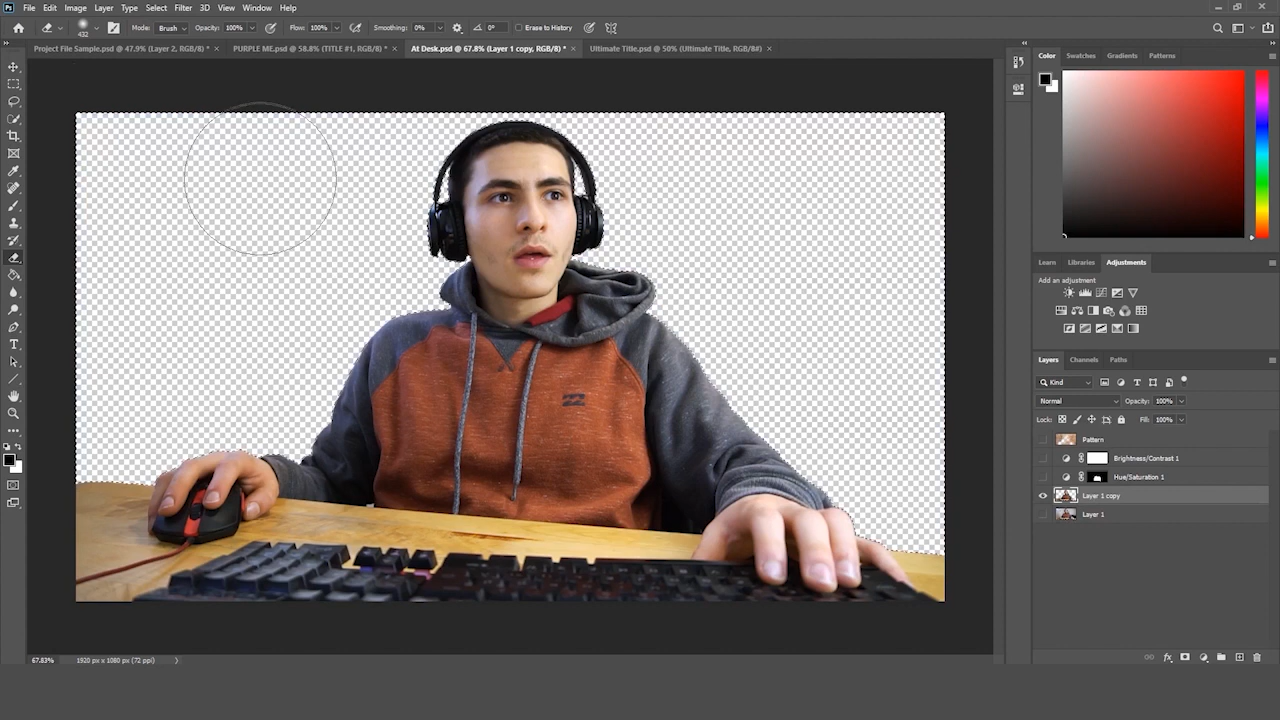 Ps File Edit Image Layer Type Select Filter 3D View Window Help
432 Mode: Brush Opacity: 100% Flow: 100% Smoothing: 0% 0° Erase to History
Project File Sample.psd @ 47.9% (Layer 2, RGB/8) * × PURPLE ME.psd @ 58.8% (TITLE #1, RGB/8) * × At Desk.psd @ 67.8% (Layer 1 copy, RGB/8) * × Ultimate Title.psd @ 50% (Ultimate Title, RGB/8#) ×
Color Swatches Gradients Patterns
Learn Libraries Adjustments
Add an adjustment
Layers Channels Paths
Kind
Normal Opacity: 100%
Lock: Fill: 100%
Pattern
Brightness/Contrast 1
Hue/Saturation 1
Layer 1 copy
Layer 1
fx
67.83% 1920 px x 1080 px (72 ppi)